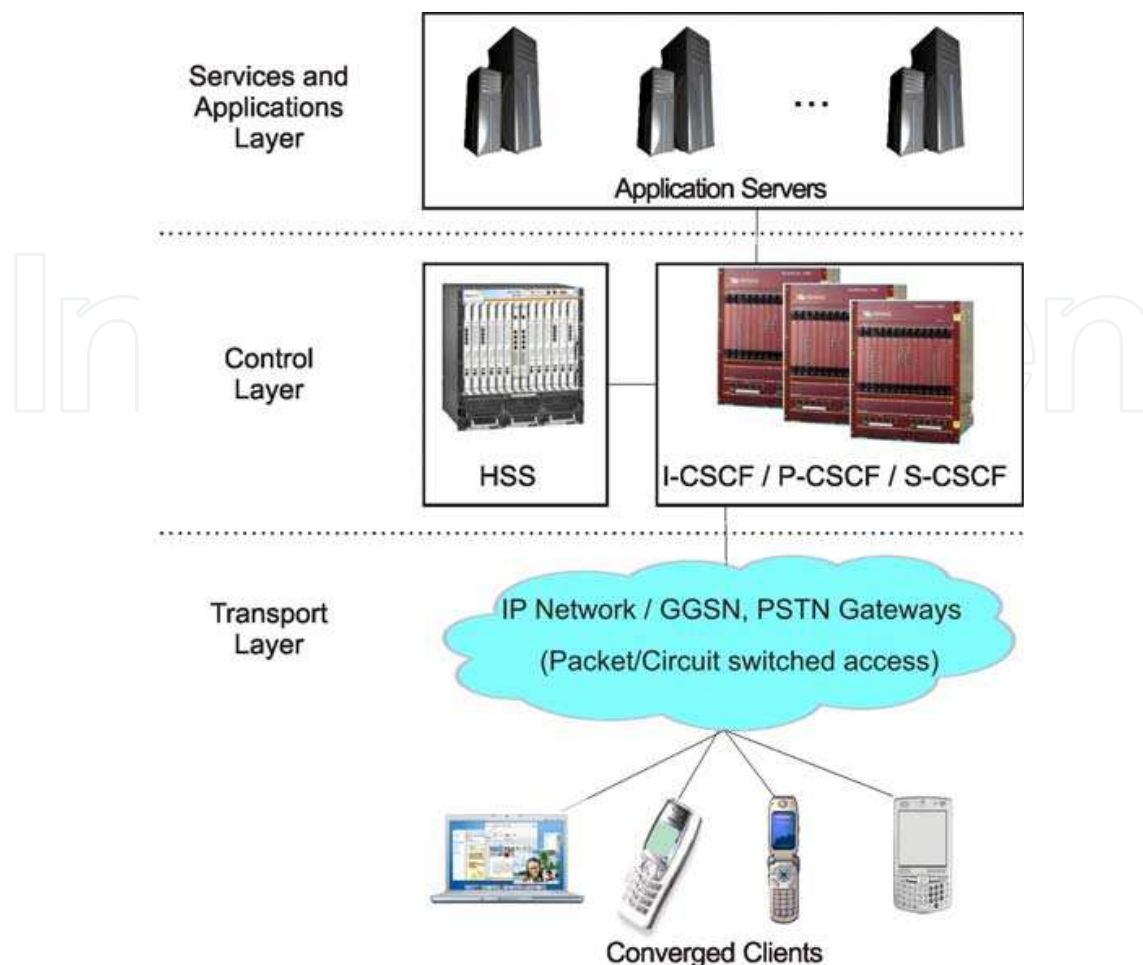 Services and
Applications
Layer
...
Application Servers
Control
Layer
HSS
I-CSCF / P-CSCF / S-CSCF
Transport
Layer
IP Network / GGSN, PSTN Gateways
(Packet/Circuit switched access)
Converged Clients